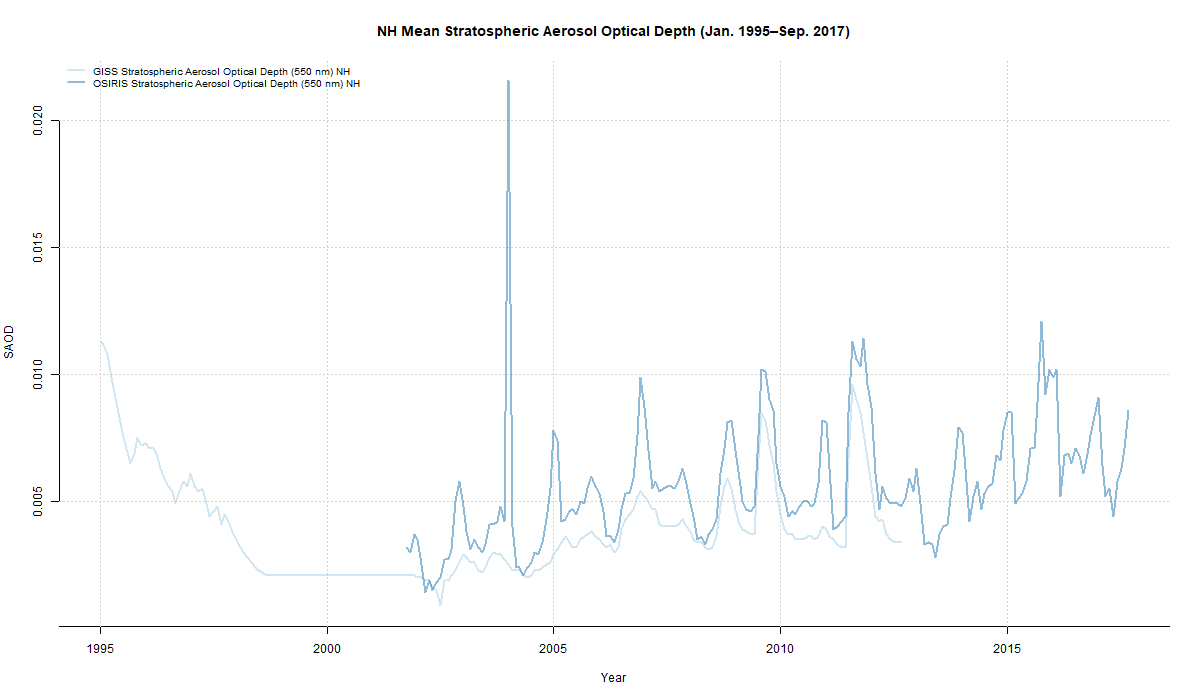 NH Mean Stratospheric Aerosol Optical Depth (Jan. 1995–Sep. 2017)
GISS Stratospheric Aerosol Optical Depth (550 nm) NH
OSIRIS Stratospheric Aerosol Optical Depth (550 nm) NH
0.020
0.015
0.010
0.005
SAOD
1995 2000 2005 2010 2015
Year